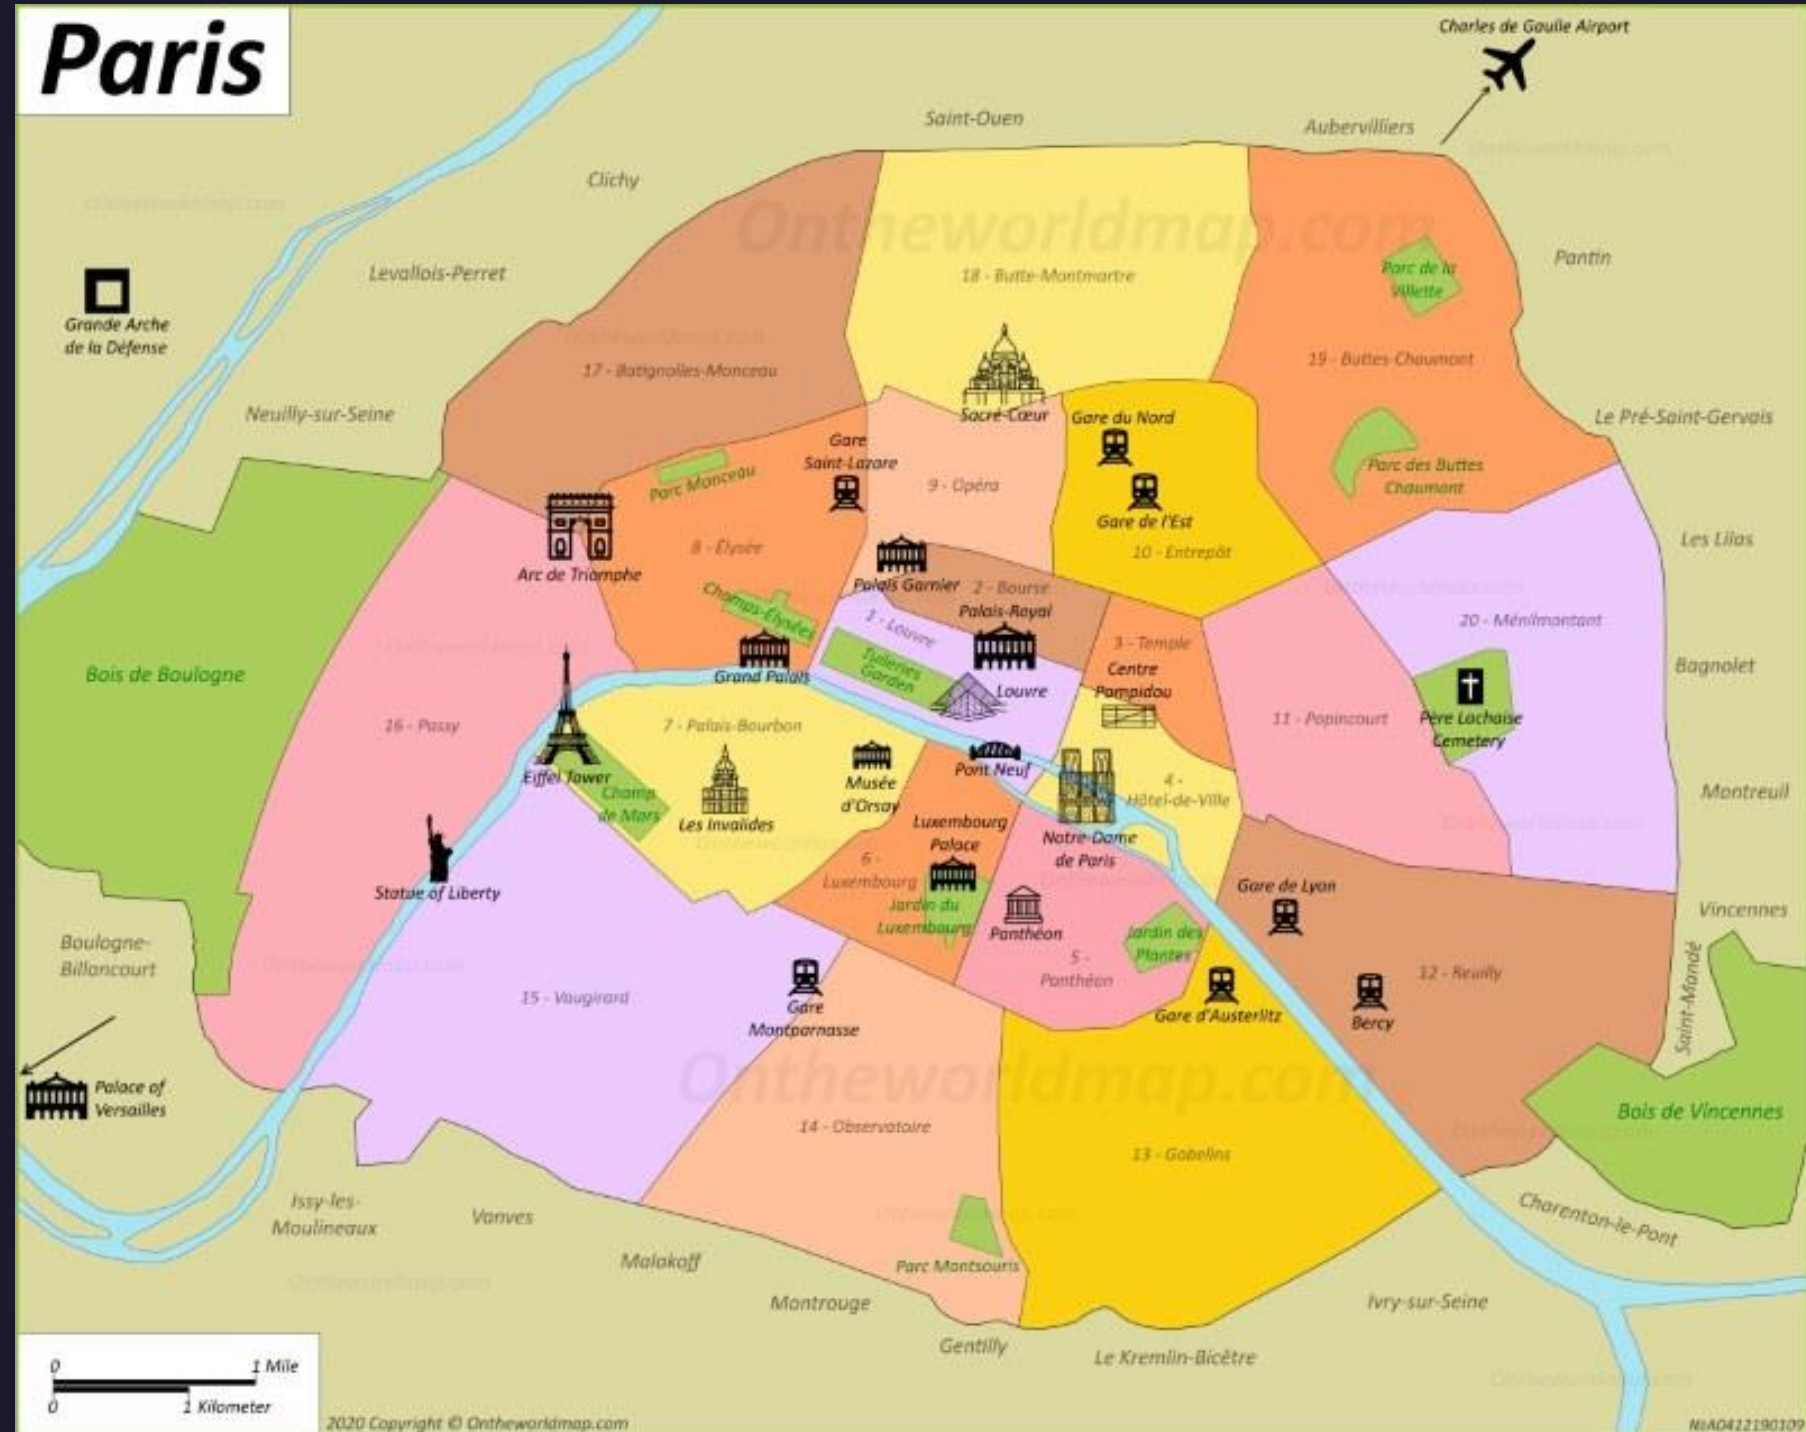 Paris
Charles de Gaulle Airport
Saint-Ouen
Aubervilliers
Clichy
Ontheworldmap.com
Pantin
Levallois-Perret
18 - Butte-Montmartre
Parc de la
Villette
Grande Arche
de la Défense
17 - Batignolles-Monceau
19 - Buttes-Chaumont
Neuilly-sur-Seine
Sacré-Cœur
Gare du Nord
Le Pré-Saint-Gervais
Gare
Saint-Lazare
Parc Monceau
9 - Opéra
Parc des Buttes
Chaumont
Gare de l'Est
Les Lilas
8 - Élysée
10 - Entrepôt
Arc de Triomphe
Palais Garnier
2 - Bourse
Champs-Elysées
Palais-Royal
1 - Louvre
20 - Ménilmontant
3 - Temple
Tuileries
Garden
Centre
Pompidou
Bagnolet
Bois de Boulogne
Grand Palais
Louvre
16 - Passy
7 - Palais-Bourbon
11 - Popincourt
Père Lachaise
Cemetery
Eiffel Tower
Pont Neuf
Musée
d'Orsay
4 -
Hôtel-de-Ville
Champ
de Mars
Les Invalides
Montreuil
Luxembourg
Palace
Notre-Dame
de Paris
6 -
Luxembourg
Statue of Liberty
Gare de Lyon
Jardin du
Luxembourg
Panthéon
Jardin des
Plantes
Vincennes
Boulogne-
Billancourt
5 -
Panthéon
12 - Reuilly
Saint-Mandé
15 - Vaugirard
Gare
Montparnasse
Gare d'Austerlitz
Bercy
Ontheworldmap.com
Palace of
Versailles
Bois de Vincennes
14 - Observatoire
13 - Gobelins
Issy-les-
Moulineaux
Vanves
Charenton-le-Pont
Malakoff
Parc Montsouris
Montrouge
Ivry-sur-Seine
Gentilly
Le Kremlin-Bicêtre
0 1 Mile
0 1 Kilometer
2020 Copyright © Ontheworldmap.com